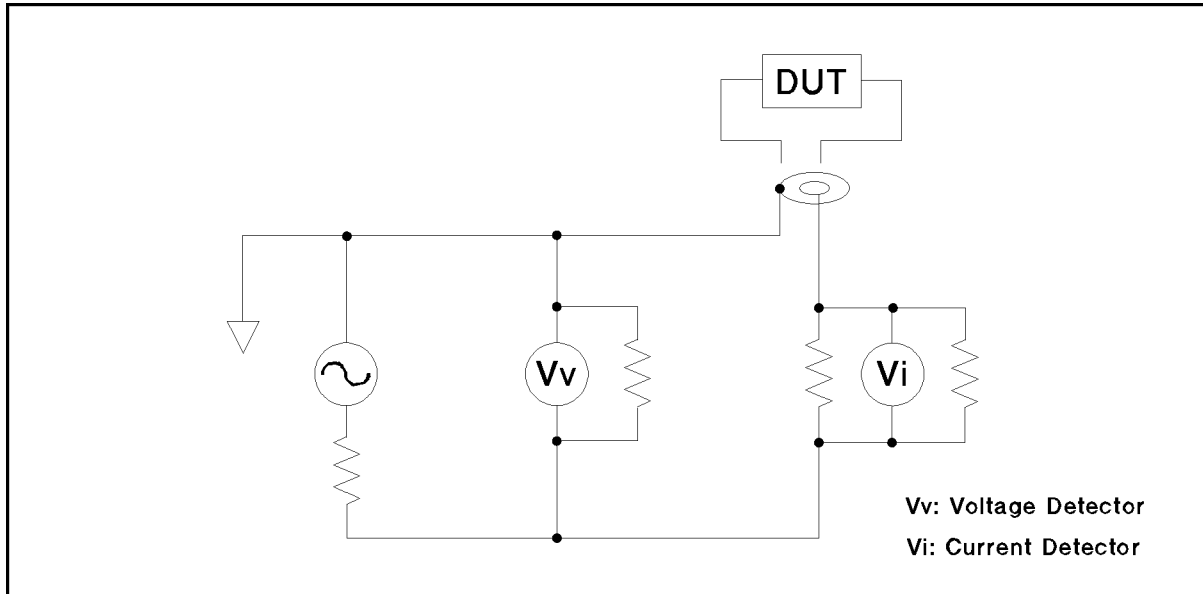 DUT
Vv
Vi
Vv: Voltage Detector
Vi: Current Detector